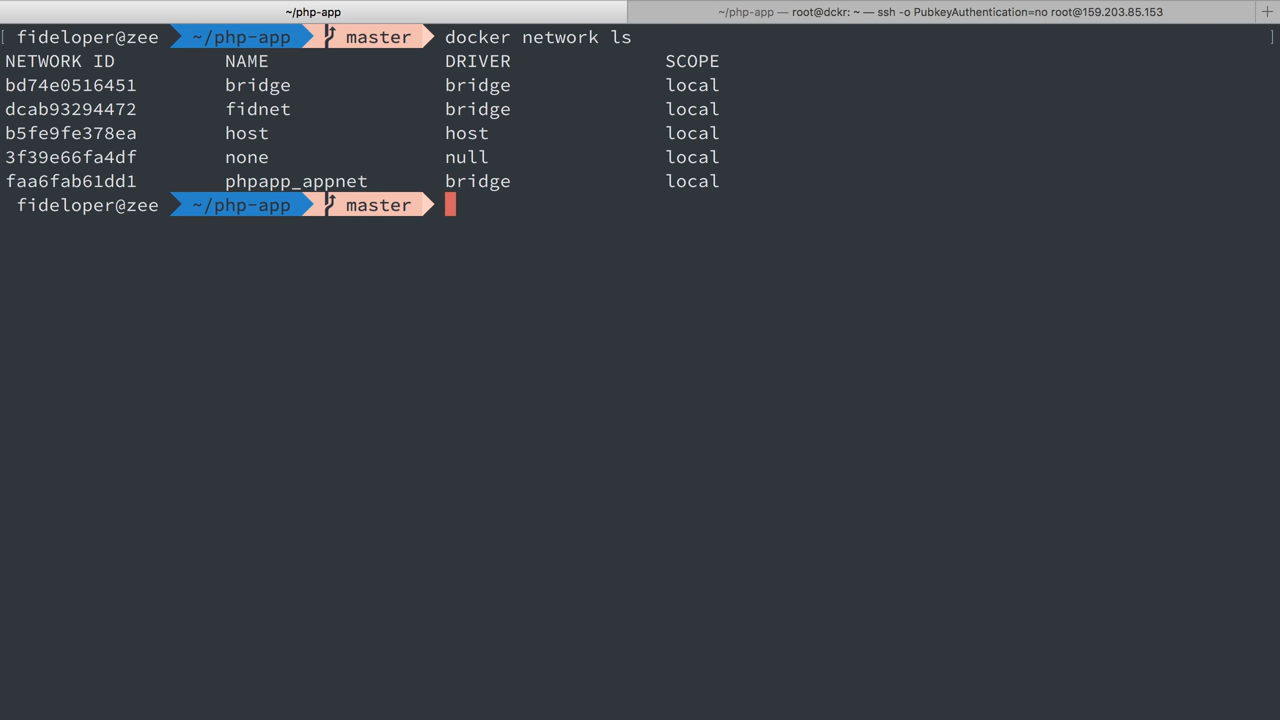 ~/php-app
~/php-app — root@dckr: ~ — ssh -o PubkeyAuthentication=no root@159.203.85.153
fideloper@zee ~/php-app master docker network ls
NETWORK ID NAME DRIVER SCOPE
bd74e0516451 bridge bridge local
dcab93294472 fidnet bridge local
b5fe9fe378ea host host local
3f39e66fa4df none null local
faa6fab61dd1 phpapp_appnet bridge local
fideloper@zee ~/php-app master